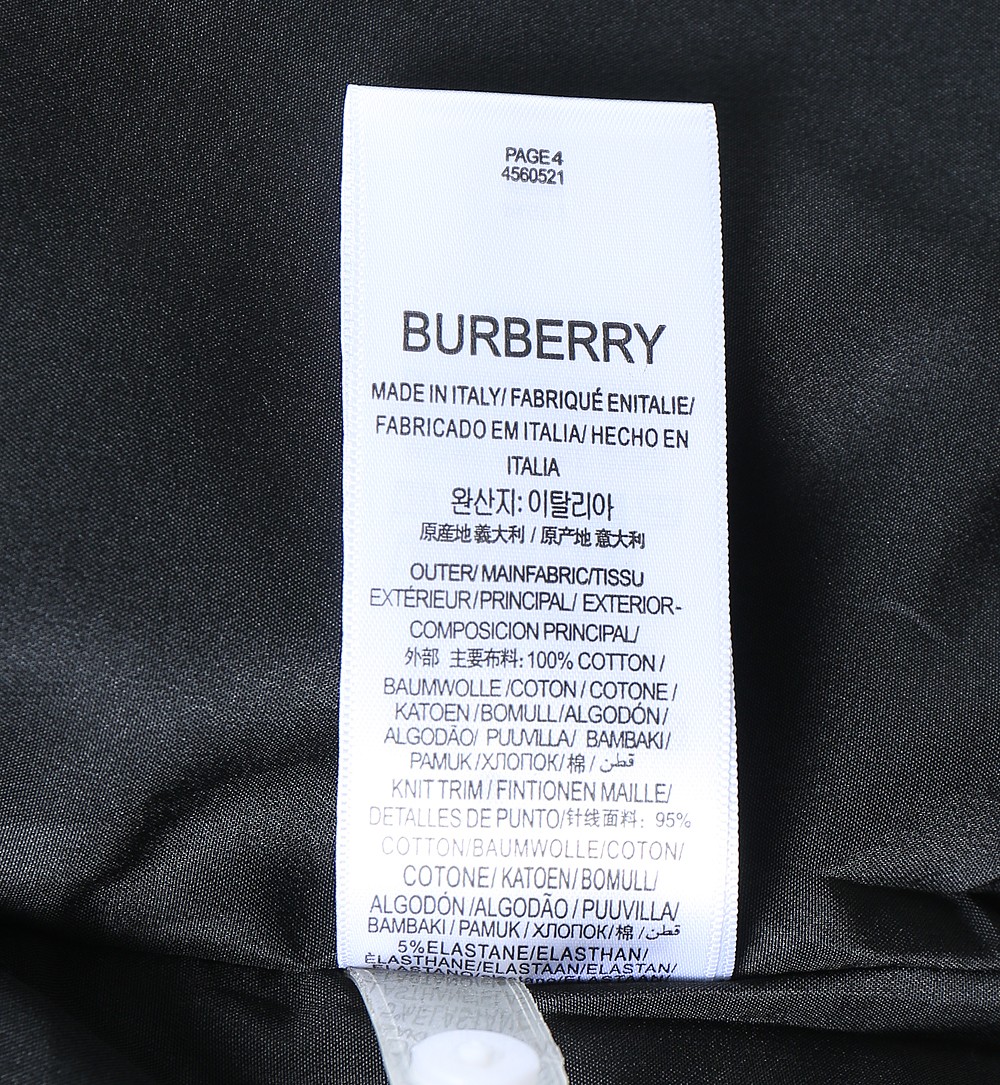 PAGE4
4560521
BURBERRY
MADE IN ITALY/ FABRIQUÉ ENITALIE/
FABRICADO EM ITALIA/ HECHO EN
ITALIA
완산지: 이탈리아
原産地 義大利 / 原产地 意大利
OUTER/ MAINFABRIC/TISSU
EXTÉRIEUR/PRINCIPAL/ EXTERIOR-
COMPOSICION PRINCIPAL/
外部 主要布料: 100% COTTON /
BAUMWOLLE /COTON / COTONE /
KATOEN /BOMULL/ALGODÓN /
ALGODÃO/ PUUVILLA/ BAMBAKI/
PAMUK /ХЛОПОК/ 棉 / قطن
KNIT TRIM / FINTIONEN MAILLE/
DETALLES DE PUNTO/针线面料: 95%
COTTON/BAUMWOLLE/COTON/
COTONE/ KATOEN / BOMULL/
ALGODÓN /ALGODÃO / PUUVILLA/
BAMBAKI / PAMUK / ХЛОПОК/棉 /قطن
5% ELASTANE/ELASTHAN/
ÉLASTHANNE/ELASTAAN/ELASTAN/